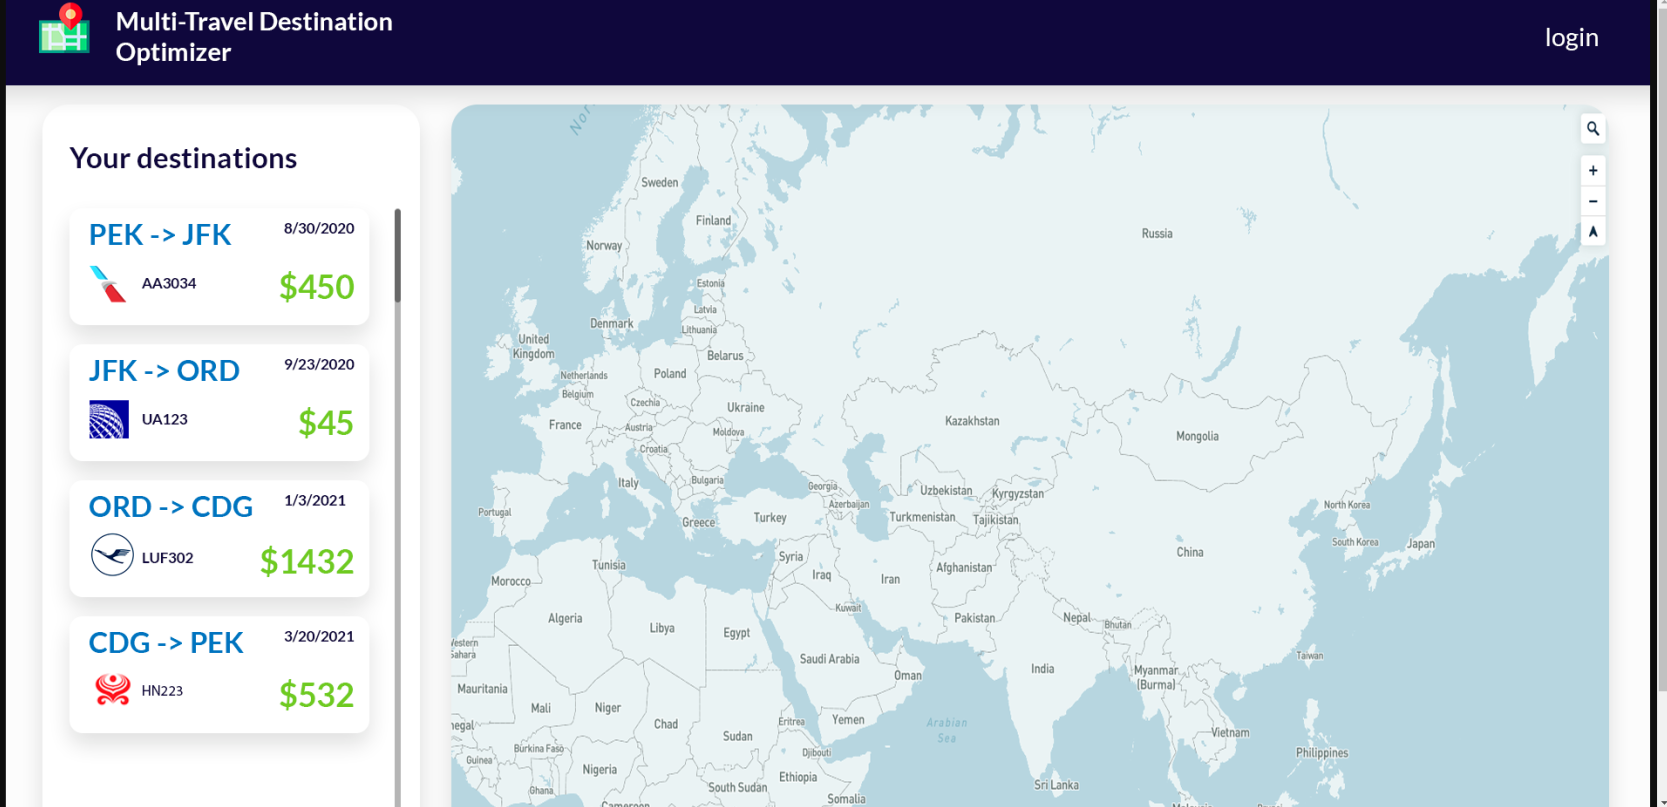 Multi-Travel Destination
Optimizer
login
Your destinations
PEK -> JFK
8/30/2020
AA3034
$450
JFK -> ORD
9/23/2020
UA123
$45
ORD -> CDG
1/3/2021
LUF302
$1432
CDG -> PEK
3/20/2021
HN223
$532
Nor
Sweden
Finland
Russia
Norway
Estonia
Latvia
Denmark
Lithuania
United
Kingdom
Belarus
Netherlands
Poland
Belgium
Czechia
Ukraine
Kazakhstan
France
Austria
Moldova
Mongolia
Croatia
Italy
Bulgaria
Georgia
Uzbekistan
Kyrgyzstan
Portugal
Azerbaijan
North Korea
Greece
Turkey
Turkmenistan
Tajikistan
South Korea
Japan
China
Syria
Tunisia
Iraq
Iran
Afghanistan
Morocco
Kuwait
Algeria
Libya
Egypt
Pakistan
Nepal
Bhutan
Western
Sahara
Saudi Arabia
Oman
India
Myanmar
(Burma)
Taiwan
Mauritania
Mali
Niger
Chad
Sudan
Eritrea
Yemen
Arabian
Sea
negal
Burkina Faso
Djibouti
Vietnam
Philippines
Guinea
Nigeria
Ethiopia
Ghana
South Sudan
Sri Lanka
Somalia
Malaysia